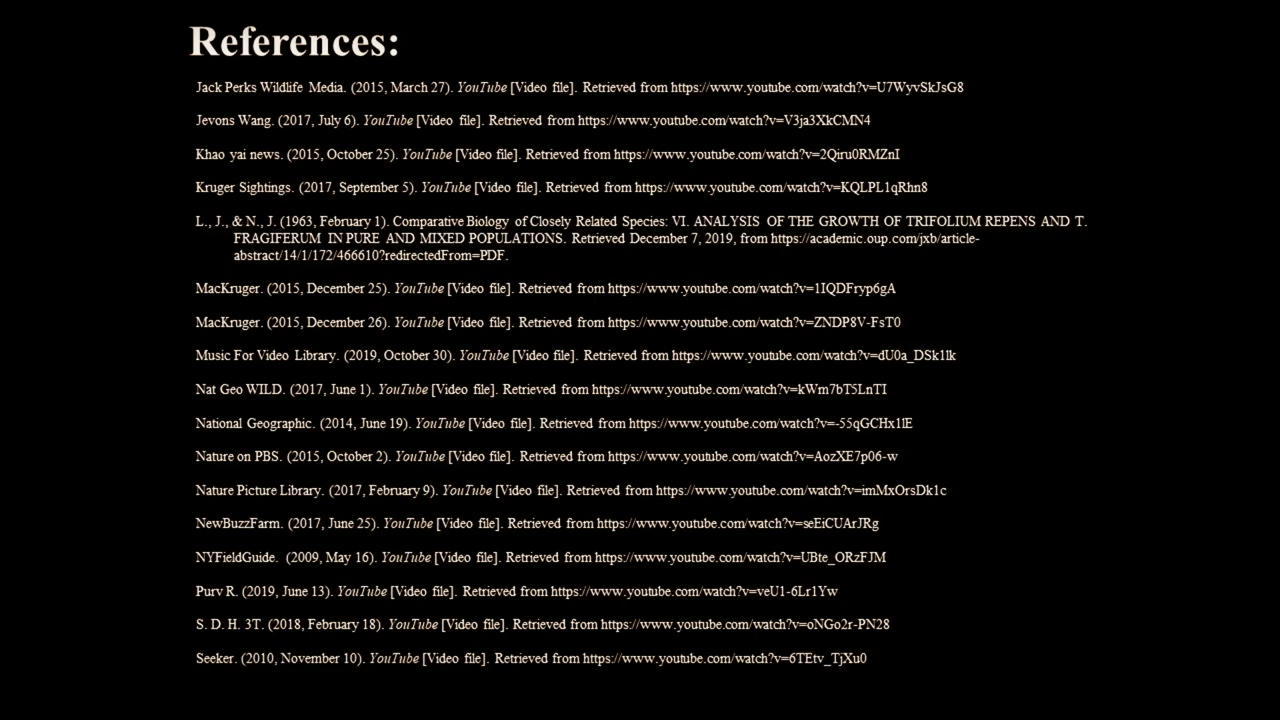 References:
Jack Perks Wildlife Media. (2015, March 27). YouTube [Video file]. Retrieved from https://www.youtube.com/watch?v=U7WyvSkJsG8
Jevons Wang. (2017, July 6). YouTube [Video file]. Retrieved from https://www.youtube.com/watch?v=V3ja3XkCMN4
Khao yai news. (2015, October 25). YouTube [Video file]. Retrieved from https://www.youtube.com/watch?v=2Qiru0RMZnI
Kruger Sightings. (2017, September 5). YouTube [Video file]. Retrieved from https://www.youtube.com/watch?v=KQLPL1qRhn8
L., J., & N., J. (1963, February 1). Comparative Biology of Closely Related Species: VI. ANALYSIS OF THE GROWTH OF TRIFOLIUM REPENS AND T.
FRAGIFERUM IN PURE AND MIXED POPULATIONS. Retrieved December 7, 2019, from https://academic.oup.com/jxb/article-
abstract/14/1/172/466610?redirectedFrom=PDF.
MacKruger. (2015, December 25). YouTube [Video file]. Retrieved from https://www.youtube.com/watch?v=1IQDFryp6gA
MacKruger. (2015, December 26). YouTube [Video file]. Retrieved from https://www.youtube.com/watch?v=ZNDP8V-FsT0
Music For Video Library. (2019, October 30). YouTube [Video file]. Retrieved from https://www.youtube.com/watch?v=dU0a_DSk1lk
Nat Geo WILD. (2017, June 1). YouTube [Video file]. Retrieved from https://www.youtube.com/watch?v=kWm7bT5LnTI
National Geographic. (2014, June 19). YouTube [Video file]. Retrieved from https://www.youtube.com/watch?v=-55qGCHx1lE
Nature on PBS. (2015, October 2). YouTube [Video file]. Retrieved from https://www.youtube.com/watch?v=AozXE7p06-w
Nature Picture Library. (2017, February 9). YouTube [Video file]. Retrieved from https://www.youtube.com/watch?v=imMxOrsDk1c
NewBuzzFarm. (2017, June 25). YouTube [Video file]. Retrieved from https://www.youtube.com/watch?v=seEiCUArJRg
NYFieldGuide. (2009, May 16). YouTube [Video file]. Retrieved from https://www.youtube.com/watch?v=UBte_ORzFJM
Purv R. (2019, June 13). YouTube [Video file]. Retrieved from https://www.youtube.com/watch?v=veU1-6Lr1Yw
S. D. H. 3T. (2018, February 18). YouTube [Video file]. Retrieved from https://www.youtube.com/watch?v=oNGo2r-PN28
Seeker. (2010, November 10). YouTube [Video file]. Retrieved from https://www.youtube.com/watch?v=6TEtv_TjXu0